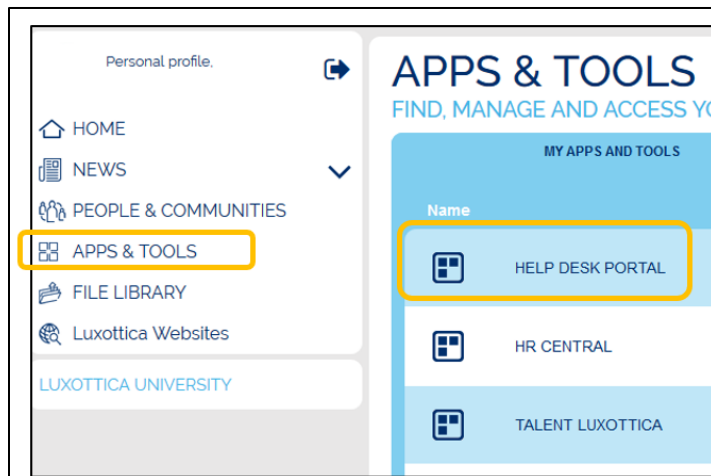 Personal profile,
HOME
NEWS
PEOPLE & COMMUNITIES
APPS & TOOLS
FILE LIBRARY
Luxottica Websites
LUXOTTICA UNIVERSITY
APPS & TOOLS
FIND, MANAGE AND ACCESS YO
MY APPS AND TOOLS
Name
HELP DESK PORTAL
HR CENTRAL
TALENT LUXOTTICA